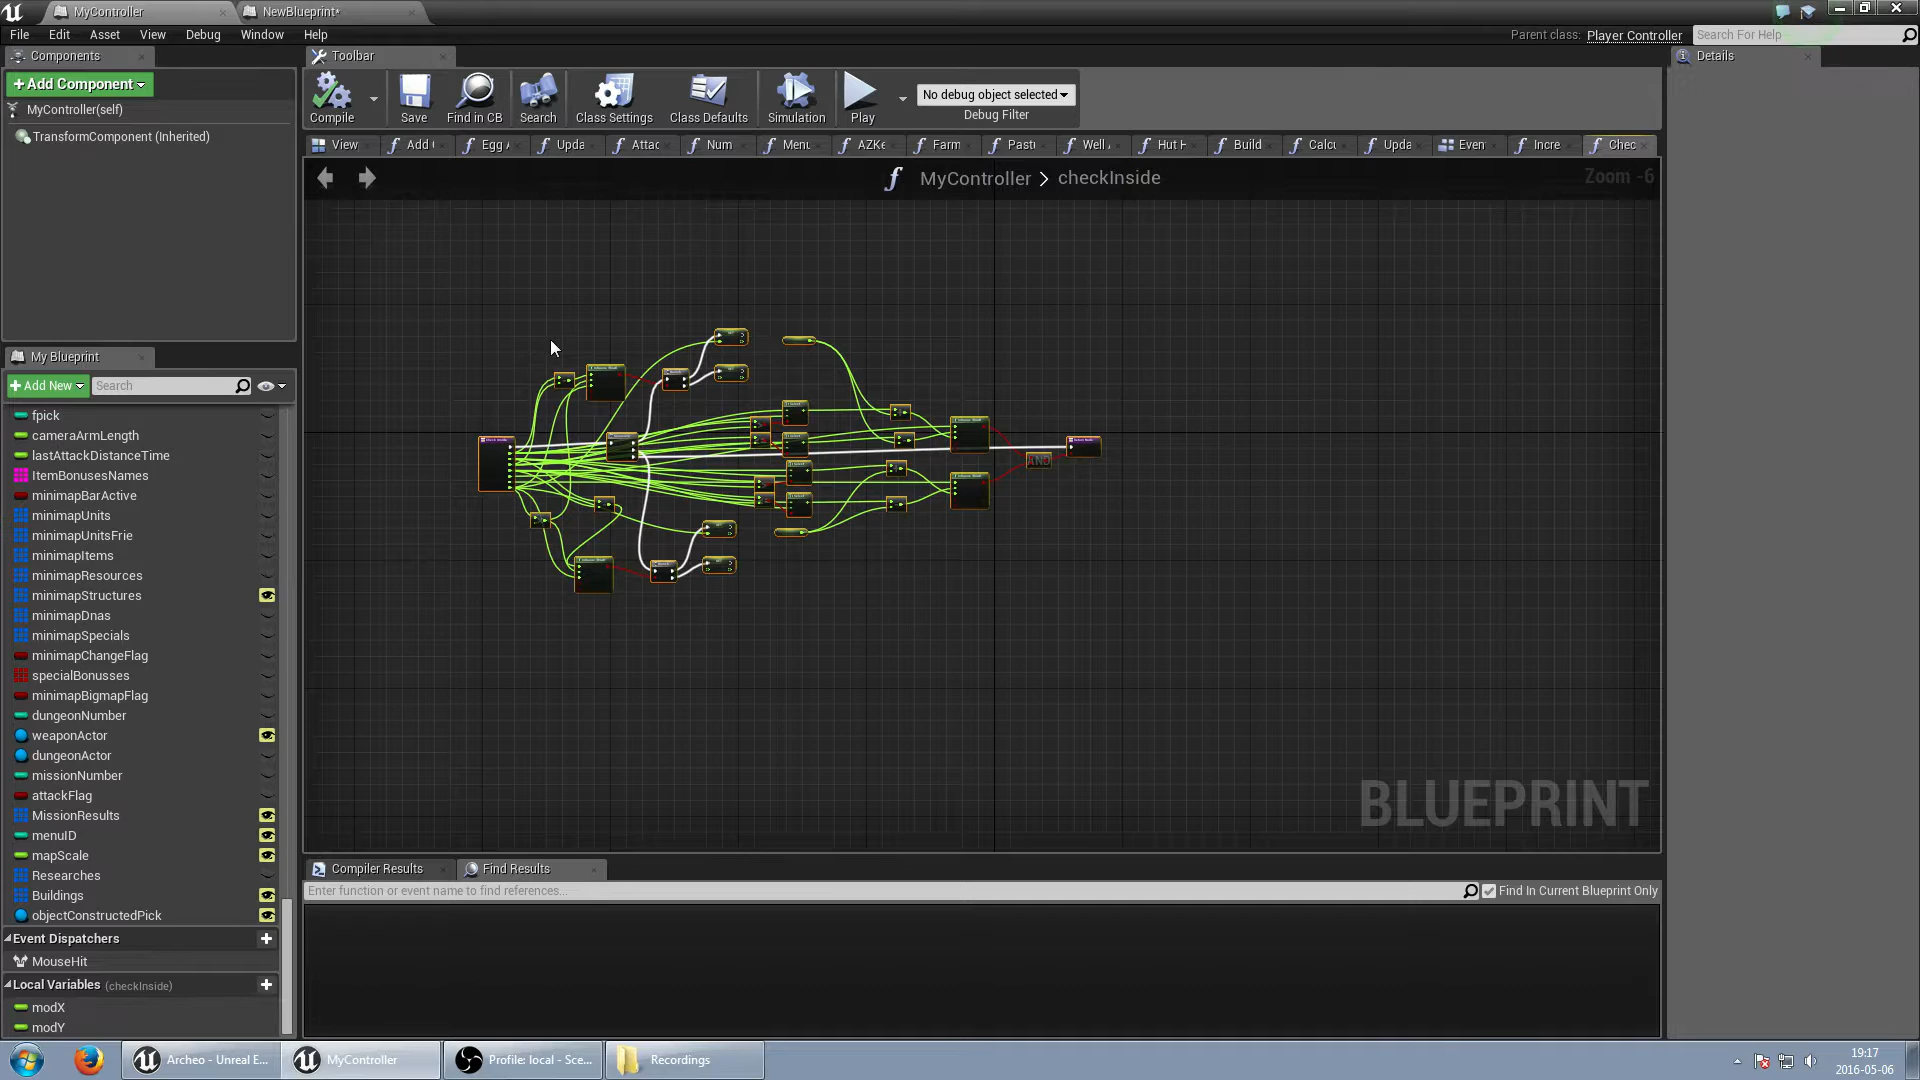 MyController
NewBlueprint*
File Edit Asset View Debug Window Help
Parent class: Player Controller
Search For Help
Components
Toolbar
Details
+Add Component
MyController(self)
TransformComponent (Inherited)
Compile
Save
Find in CB
Search
Class Settings
Class Defaults
Simulation
Play
No debug object selected
Debug Filter
View
Add
Egg
Upda
Attac
Num
Menu
AZKe
Farm
Pastu
Well
Hut
Build
Calcu
Upda
Even
Incre
Chec
MyController > checkInside
Zoom -6
My Blueprint
+Add New
Search
fpick
cameraArmLength
lastAttackDistanceTime
ItemBonusesNames
minimapBarActive
minimapUnits
minimapUnitsFrie
minimapItems
minimapResources
minimapStructures
minimapDnas
minimapSpecials
minimapChangeFlag
specialBonusses
minimapBigmapFlag
dungeonNumber
weaponActor
dungeonActor
missionNumber
attackFlag
MissionResults
menuID
mapScale
Researches
Buildings
objectConstructedPick
Event Dispatchers
MouseHit
Local Variables (checkInside)
modX
modY
AND
BLUEPRINT
Compiler Results
Find Results
Enter function or event name to find references...
Find In Current Blueprint Only
Archeo - Unreal E...
MyController
Profile: local - Sce...
Recordings
19:17
2016-05-06